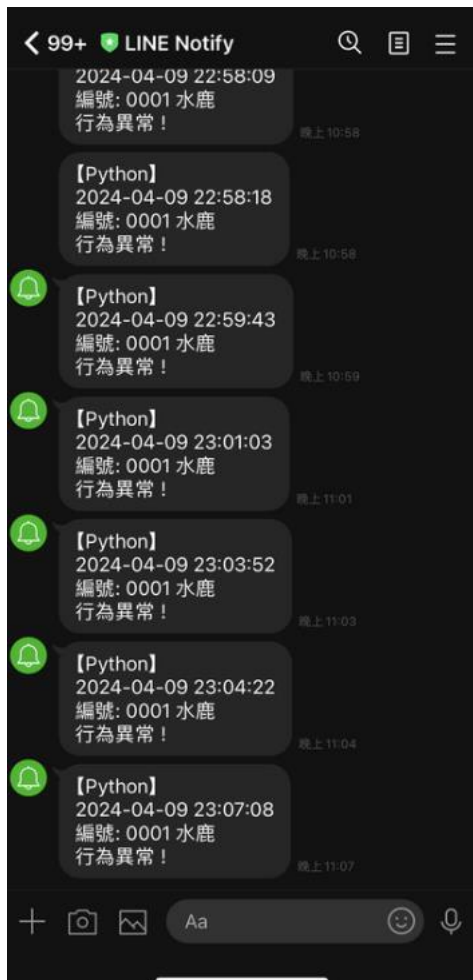 99+ LINE Notify
2024-04-09 22:58:09
編號: 0001 水鹿
行為異常!
晚上10:58
【Python】
2024-04-09 22:58:18
編號: 0001 水鹿
行為異常!
晚上10:58
【Python】
2024-04-09 22:59:43
編號: 0001 水鹿
行為異常!
晚上10:59
【Python】
2024-04-09 23:01:03
編號: 0001 水鹿
行為異常!
晚上11:01
【Python】
2024-04-09 23:03:52
編號: 0001 水鹿
行為異常!
晚上11:03
【Python】
2024-04-09 23:04:22
編號: 0001 水鹿
行為異常!
晚上11:04
【Python】
2024-04-09 23:07:08
編號: 0001 水鹿
行為異常!
晚上11:07
Aa